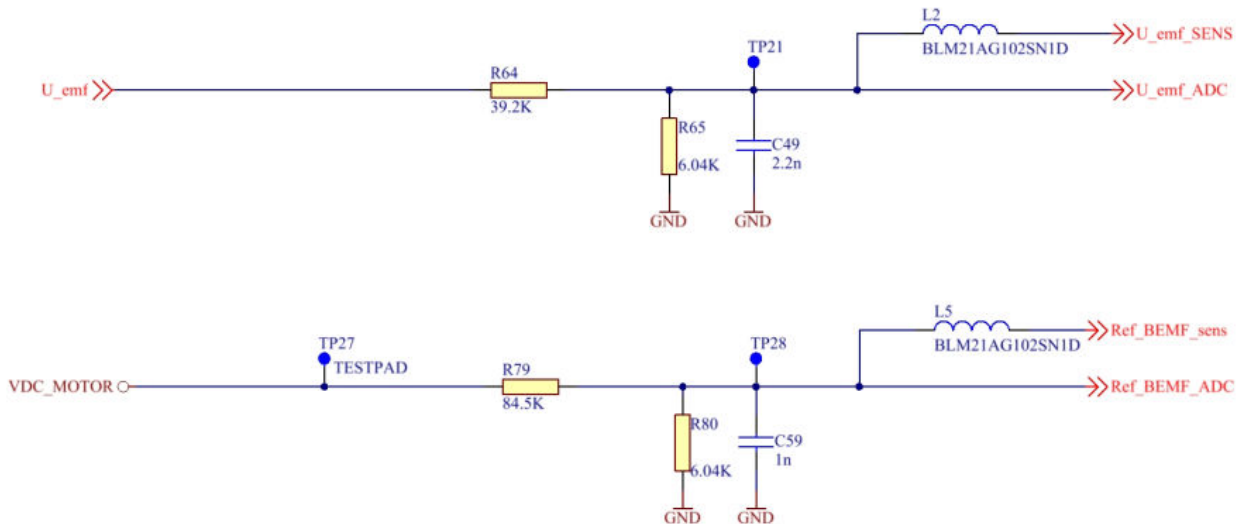 L2
U_emf_SENS
BLM21AG102SN1D
TP21
R64
U_emf
U_emf_ADC
39.2K
R65
C49
2.2n
6.04K
GND
GND
L5
Ref_BEMF_sens
BLM21AG102SN1D
TP27
TP28
TESTPAD
R79
VDC_MOTOR
Ref_BEMF_ADC
84.5K
R80
C59
1n
6.04K
GND
GND